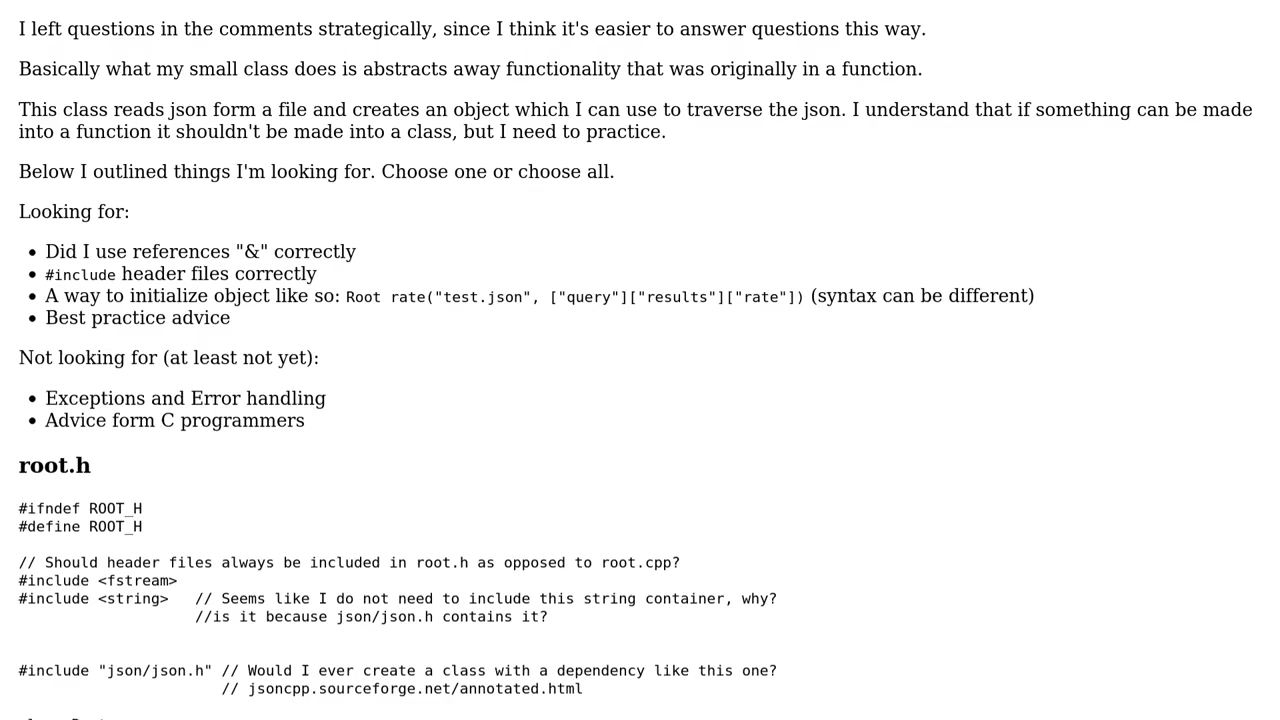 I left questions in the comments strategically, since I think it's easier to answer questions this way.
Basically what my small class does is abstracts away functionality that was originally in a function.
This class reads json form a file and creates an object which I can use to traverse the json. I understand that if something can be made
into a function it shouldn't be made into a class, but I need to practice.
Below I outlined things I'm looking for. Choose one or choose all.
Looking for:
• Did I use references "&" correctly
• #include header files correctly
• A way to initialize object like so: Root rate("test.json", ["query"]["results"]["rate"]) (syntax can be different)
• Best practice advice
Not looking for (at least not yet):
• Exceptions and Error handling
• Advice form C programmers
root.h
#ifndef ROOT_H
#define ROOT_H
// Should header files always be included in root.h as opposed to root.cpp?
#include <fstream>
#include <string>   // Seems like I do not need to include this string container, why?
//is it because json/json.h contains it?
#include "json/json.h" // Would I ever create a class with a dependency like this one?
// jsoncpp.sourceforge.net/annotated.html